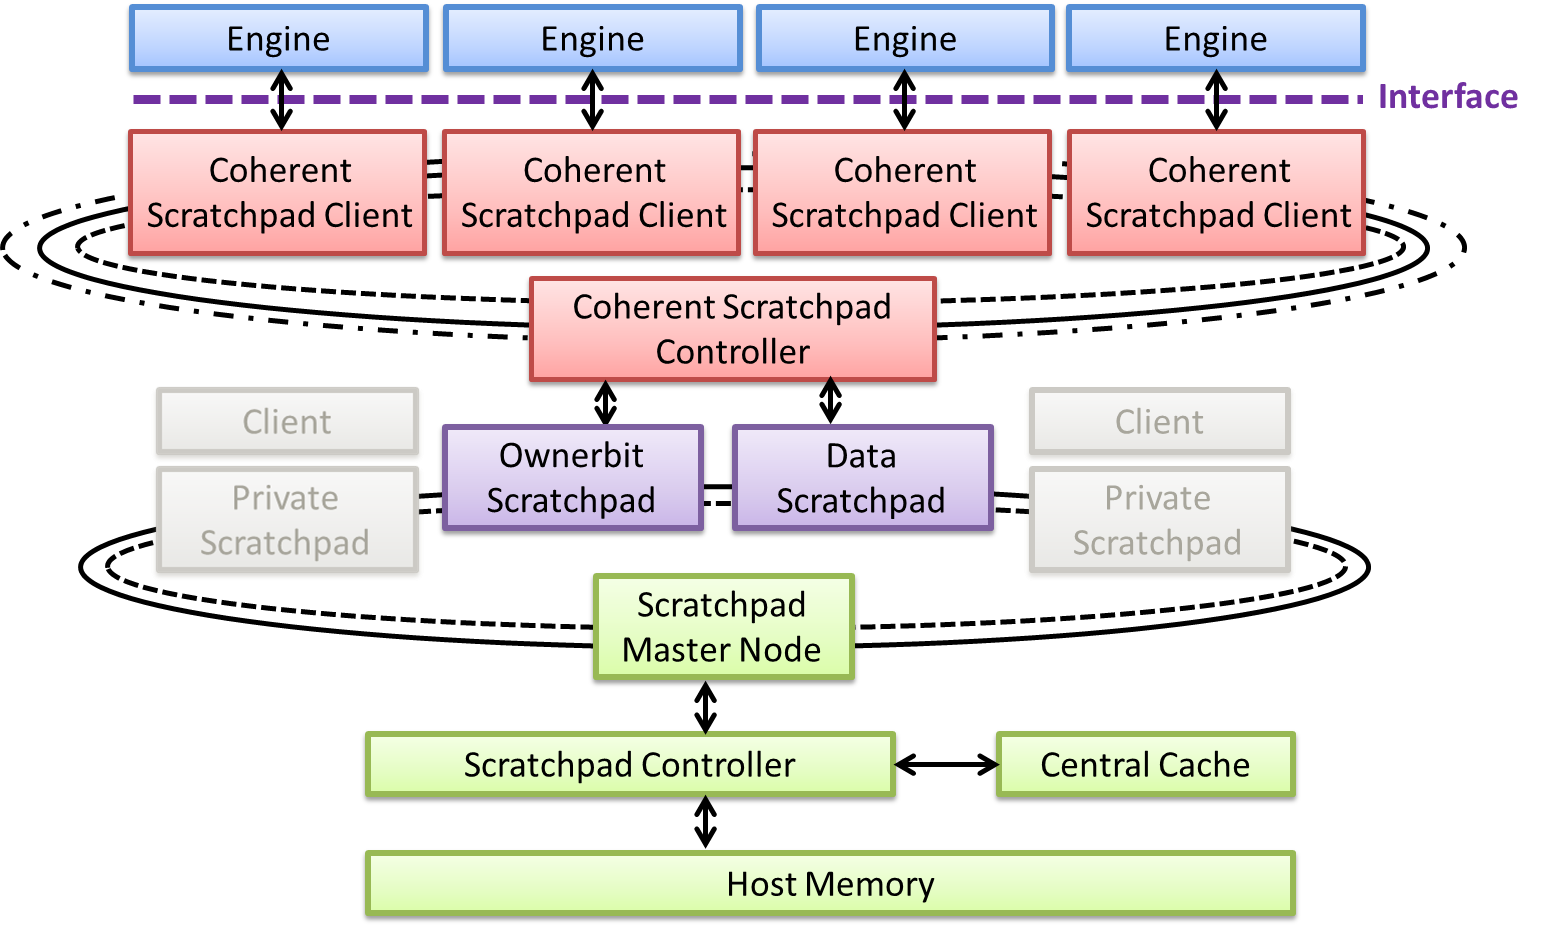 Engine
Engine
Engine
Engine
Interface
Coherent
Scratchpad Client
Coherent
Scratchpad Client
Coherent
Scratchpad Client
Coherent
Scratchpad Client
Coherent Scratchpad
Controller
Client
Private
Scratchpad
Ownerbit
Scratchpad
Data
Scratchpad
Client
Private
Scratchpad
Scratchpad
Master Node
Scratchpad Controller
Central Cache
Host Memory